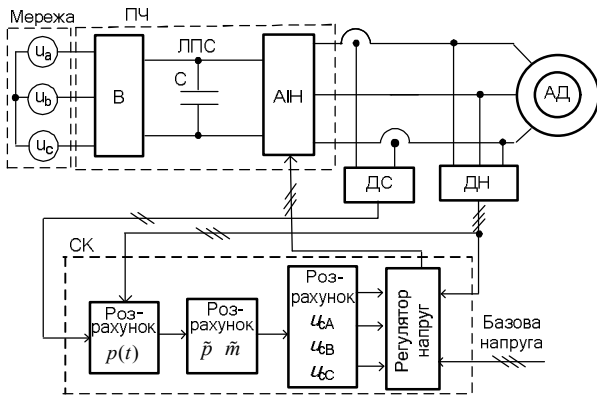 Мережа
ПЧ
ua
ub
uc
В
ЛПС
C
АІН
АД
ДС
ДН
СК
Роз-
рахунок
p(t)
Роз-
рахунок
p̃ m̃
Роз-
рахунок
ucA
ucB
ucC
Регулятор
напруг
Базова
напруга